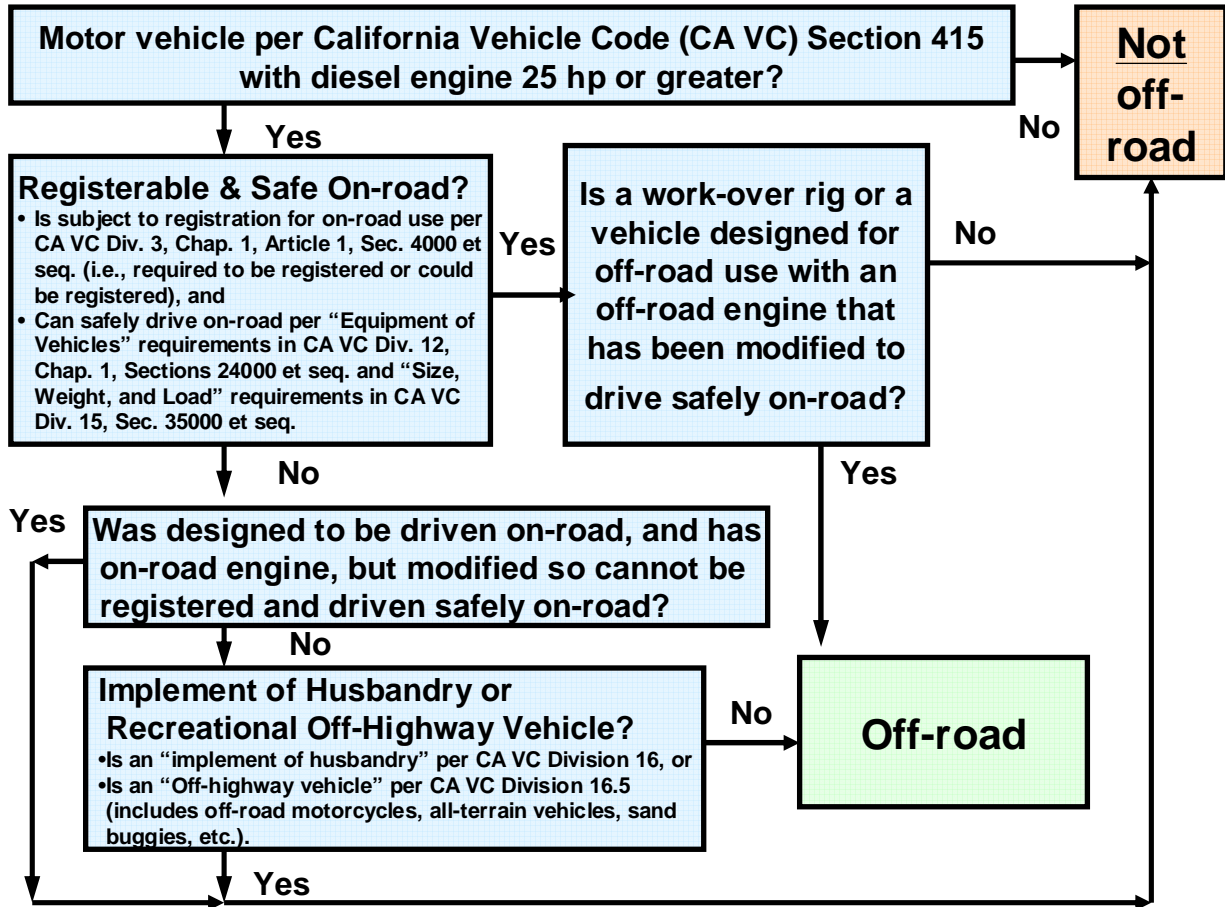 Motor vehicle per California Vehicle Code (CA VC) Section 415
with diesel engine 25 hp or greater?
Not
off-
road
No
Yes
Registerable & Safe On-road?
• Is subject to registration for on-road use per
CA VC Div. 3, Chap. 1, Article 1, Sec. 4000 et
seq. (i.e., required to be registered or could
be registered), and
• Can safely drive on-road per “Equipment of
Vehicles” requirements in CA VC Div. 12,
Chap. 1, Sections 24000 et seq. and “Size,
Weight, and Load” requirements in CA VC
Div. 15, Sec. 35000 et seq.
Yes
Is a work-over rig or a
vehicle designed for
off-road use with an
off-road engine that
has been modified to
drive safely on-road?
No
No
Yes
Yes
Was designed to be driven on-road, and has
on-road engine, but modified so cannot be
registered and driven safely on-road?
No
Implement of Husbandry or
Recreational Off-Highway Vehicle?
•Is an “implement of husbandry” per CA VC Division 16, or
•Is an “Off-highway vehicle” per CA VC Division 16.5
(includes off-road motorcycles, all-terrain vehicles, sand
buggies, etc.).
No
Off-road
Yes